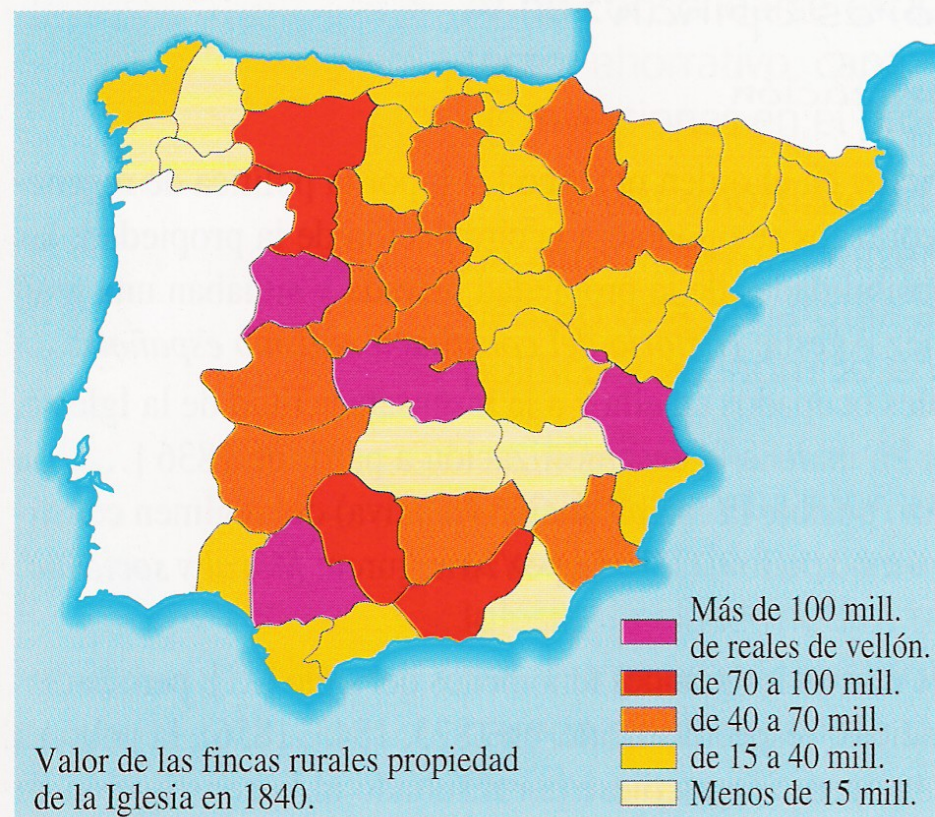 Más de 100 mill.
de reales de vellón.
de 70 a 100 mill.
de 40 a 70 mill.
de 15 a 40 mill.
Menos de 15 mill.
Valor de las fincas rurales propiedad
de la Iglesia en 1840.